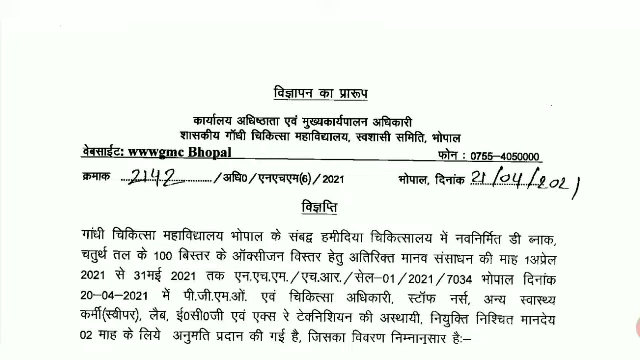 विज्ञापन का प्रारूप
कार्यालय अधिष्ठाता एवं मुख्यकार्यपालन अधिकारी
शासकीय गॉधी चिकित्सा महाविद्यालय, स्वशासी समिति, भोपाल
वेबसाईट: wwwgmc Bhopal फोन : 0755-4050000
क्रमाक 2142 /अधि0/एनएचएम(6)/2021 भोपाल, दिनांक 21/04/2021
विज्ञप्ति
गांधी चिकित्सा महाविद्यालय भोपाल के संबद्व हमीदिया चिकित्सालय में नवनिर्मित डी ब्नाक,
चतुर्थ तल के 100 बिस्तर के ऑक्सीजन विस्तर हेतु अतिरिक्त मानव संसाधन की माह 1अप्रेल
2021 से 31मई 2021 तक एन.एच.एम./एच.आर./सेल-01/2021/7034 भोपाल दिनांक
20-04-2021 में पी.जी.एम.ओं. एवं चिकित्सा अधिकारी, स्टॉफ नर्स, अन्य स्वास्थ्य
कर्मी(स्वीपर), लैब, ई0सी0जी एवं एक्स रे टेक्निशियन की अस्थायी, नियुक्ति निश्चित मानदेय
02 माह के लिये अनुमति प्रदान की गई है, जिसका विवरण निम्नानुसार है:-